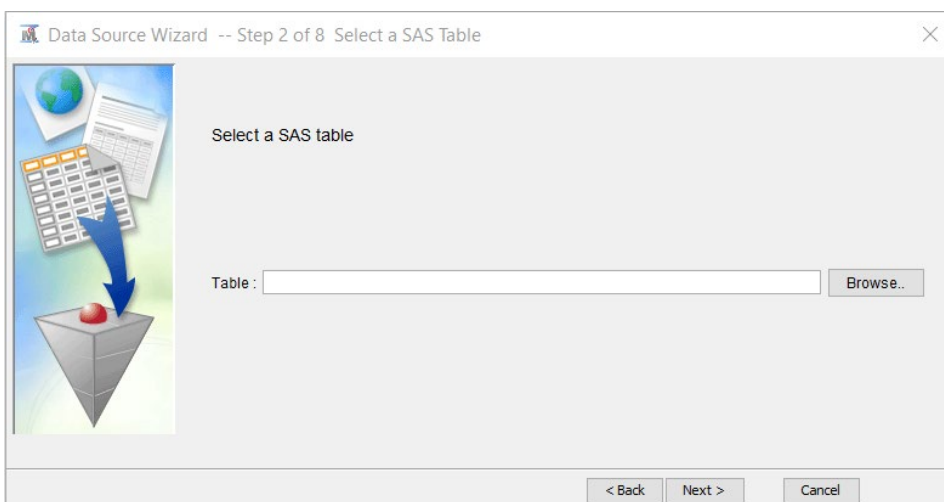 Data Source Wizard -- Step 2 of 8 Select a SAS Table
Select a SAS table
Table :
Browse..
< Back Next > Cancel